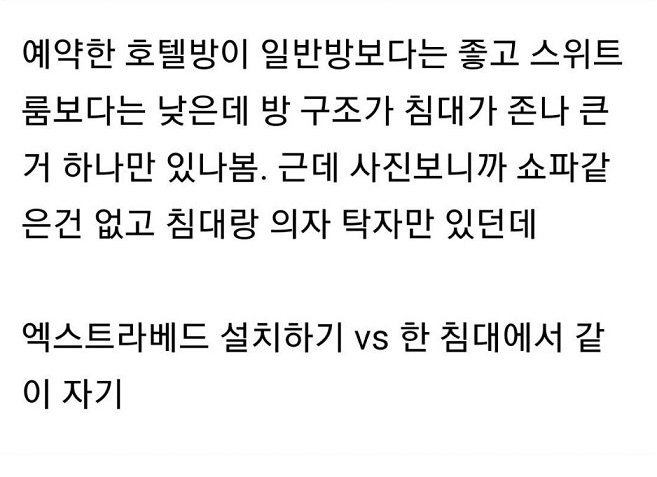 예약한 호텔방이 일반방보다는 좋고 스위트
룸보다는 낮은데 방 구조가 침대가 존나 큰
거 하나만 있나봄. 근데 사진보니까 쇼파같
은건 없고 침대랑 의자 탁자만 있던데
엑스트라베드 설치하기 vs 한 침대에서 같
이 자기